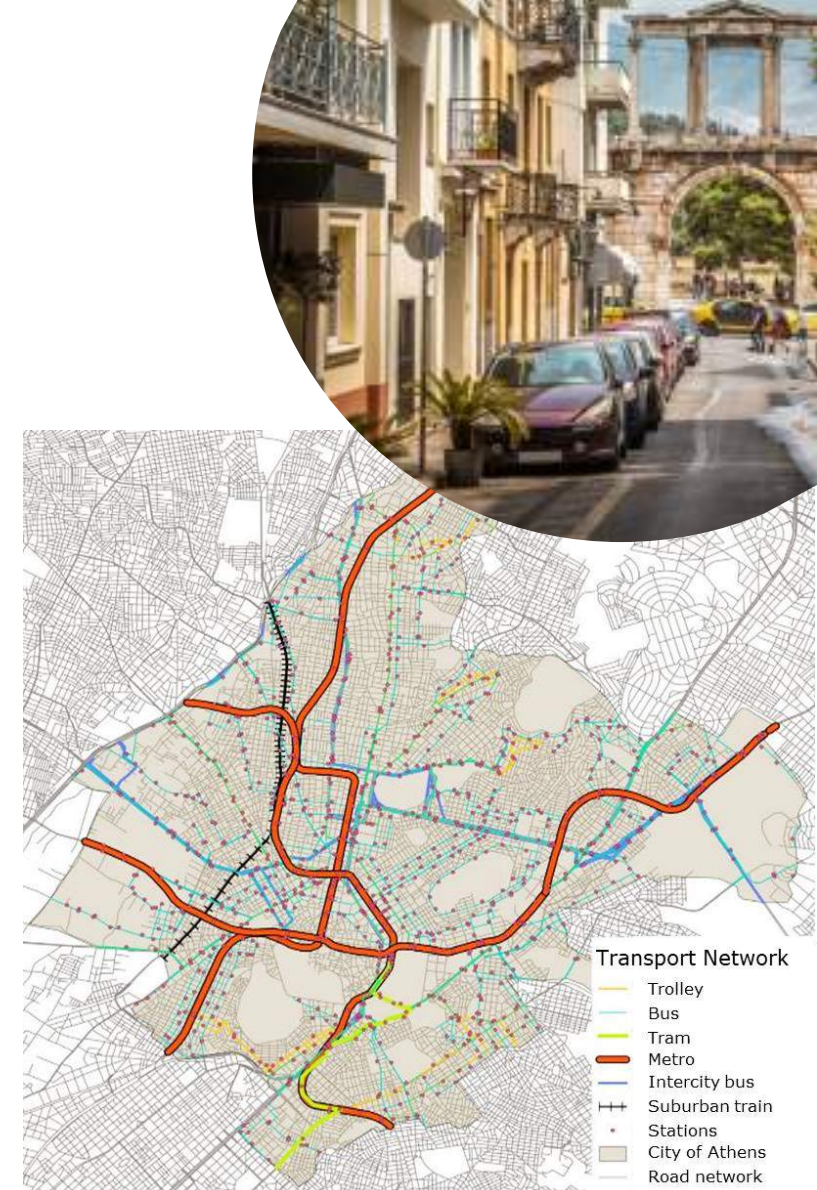 Transport Network
Trolley
Bus
Tram
Metro
Intercity bus
Suburban train
Stations
City of Athens
Road network